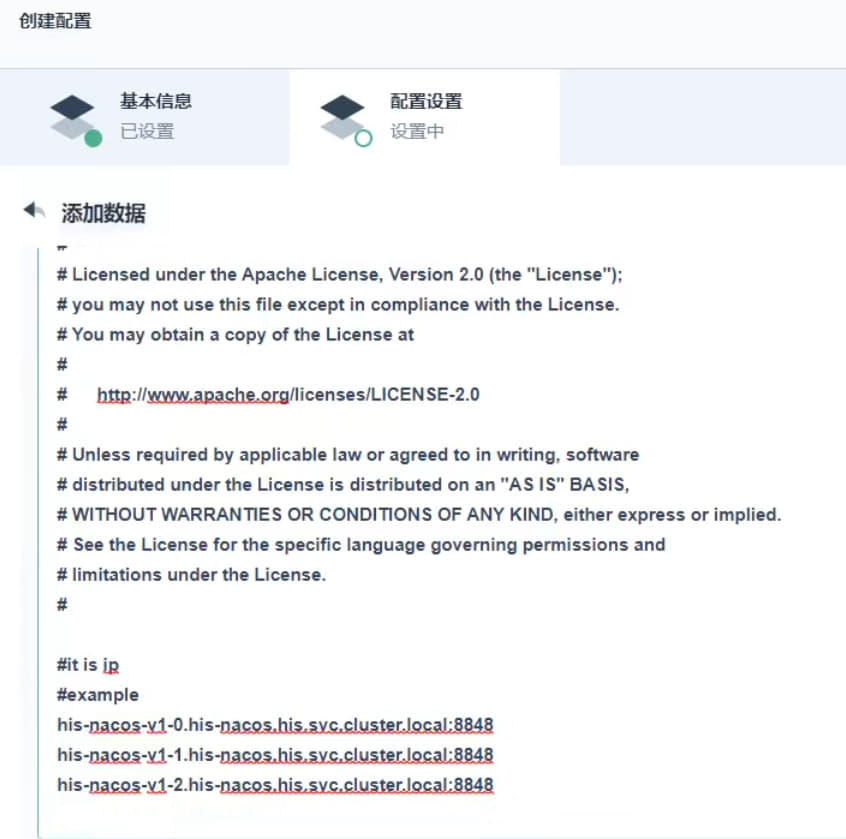 创建配置
基本信息
已设置
配置设置
设置中
添加数据
#
# Licensed under the Apache License, Version 2.0 (the "License");
# you may not use this file except in compliance with the License.
# You may obtain a copy of the License at
#
#     http://www.apache.org/licenses/LICENSE-2.0
#
# Unless required by applicable law or agreed to in writing, software
# distributed under the License is distributed on an "AS IS" BASIS,
# WITHOUT WARRANTIES OR CONDITIONS OF ANY KIND, either express or implied.
# See the License for the specific language governing permissions and
# limitations under the License.
#
#it is ip
#example
his-nacos-v1-0.his-nacos.his.svc.cluster.local:8848
his-nacos-v1-1.his-nacos.his.svc.cluster.local:8848
his-nacos-v1-2.his-nacos.his.svc.cluster.local:8848